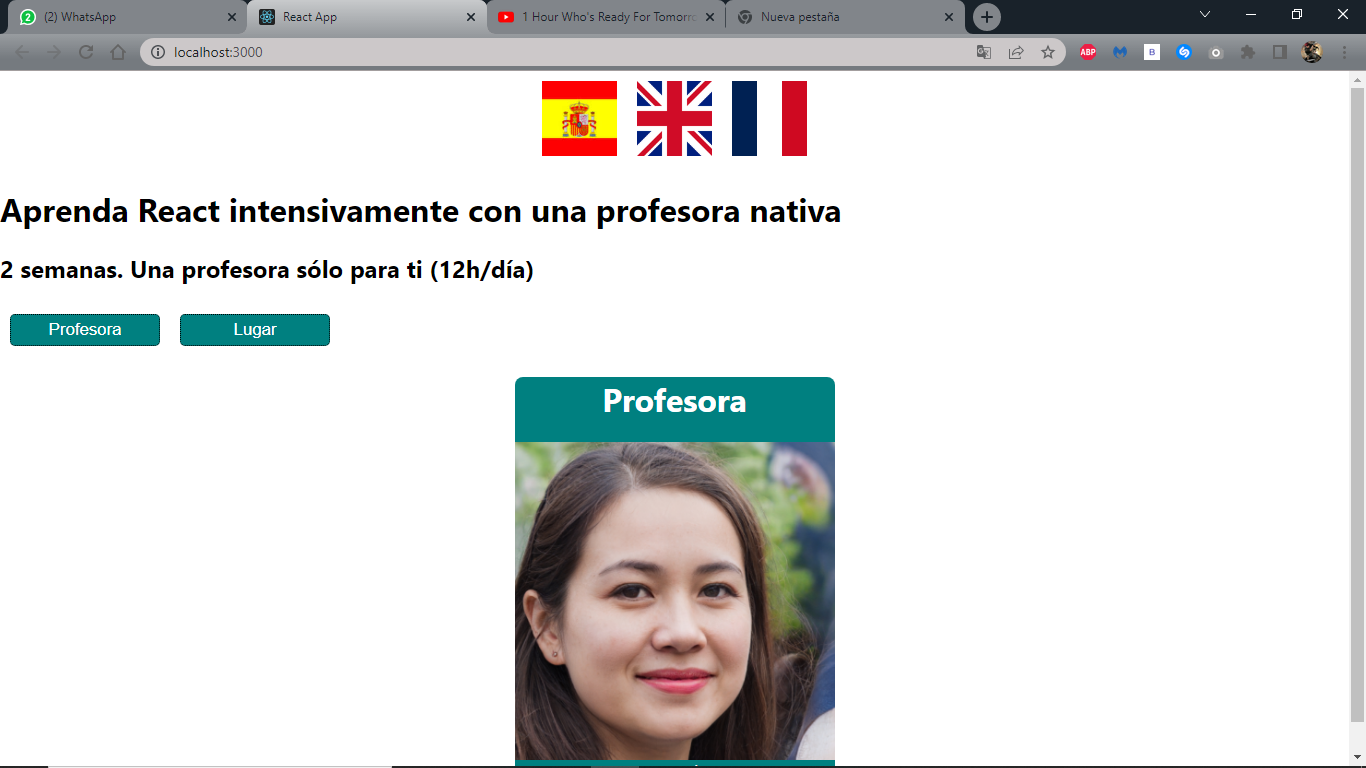 (2) WhatsApp
React App
1 Hour Who's Ready For Tomorro
Nueva pestaña
localhost:3000
ABP
B
Aprenda React intensivamente con una profesora nativa
2 semanas. Una profesora sólo para ti (12h/día)
Profesora
Lugar
Profesora